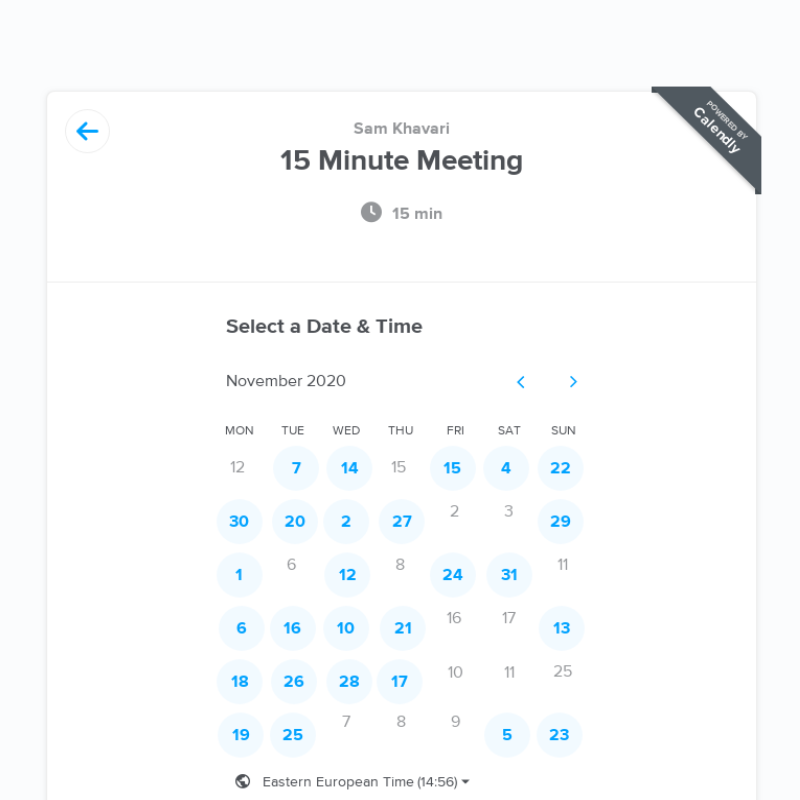 POWERED BY
Calendly
Sam Khavari
15 Minute Meeting
15 min
Select a Date & Time
November 2020
MON TUE WED THU FRI SAT SUN
12 7 14 15 15 4 22
30 20 2 27 2 3 29
1 6 12 8 24 31 11
6 16 10 21 16 17 13
18 26 28 17 10 11 25
19 25 7 8 9 5 23
Eastern European Time (14:56)